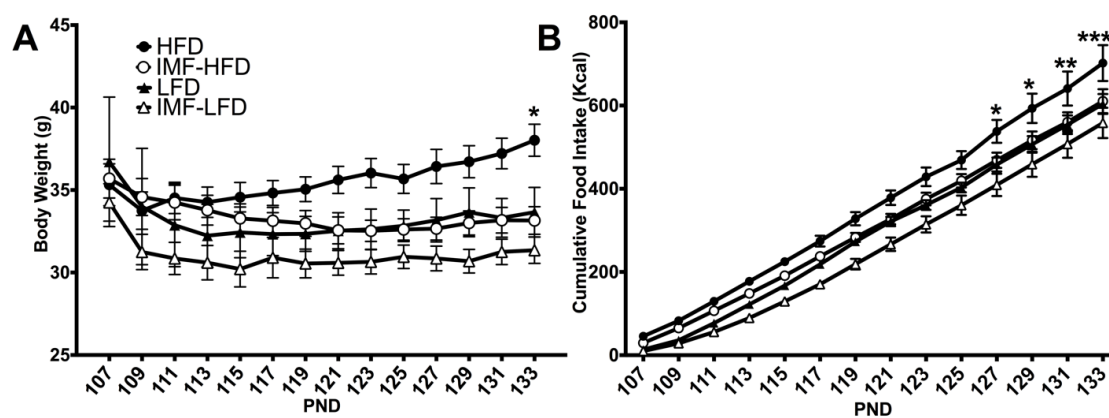 A
45
40
35
30
25
Body Weight (g)
HFD
IMF-HFD
LFD
IMF-LFD
*
107 109 111 113 115 117 119 121 123 125 127 129 131 133
PND
B
800
600
400
200
0
Cumulative Food Intake (Kcal)
* * ** ***
107 109 111 113 115 117 119 121 123 125 127 129 131 133
PND